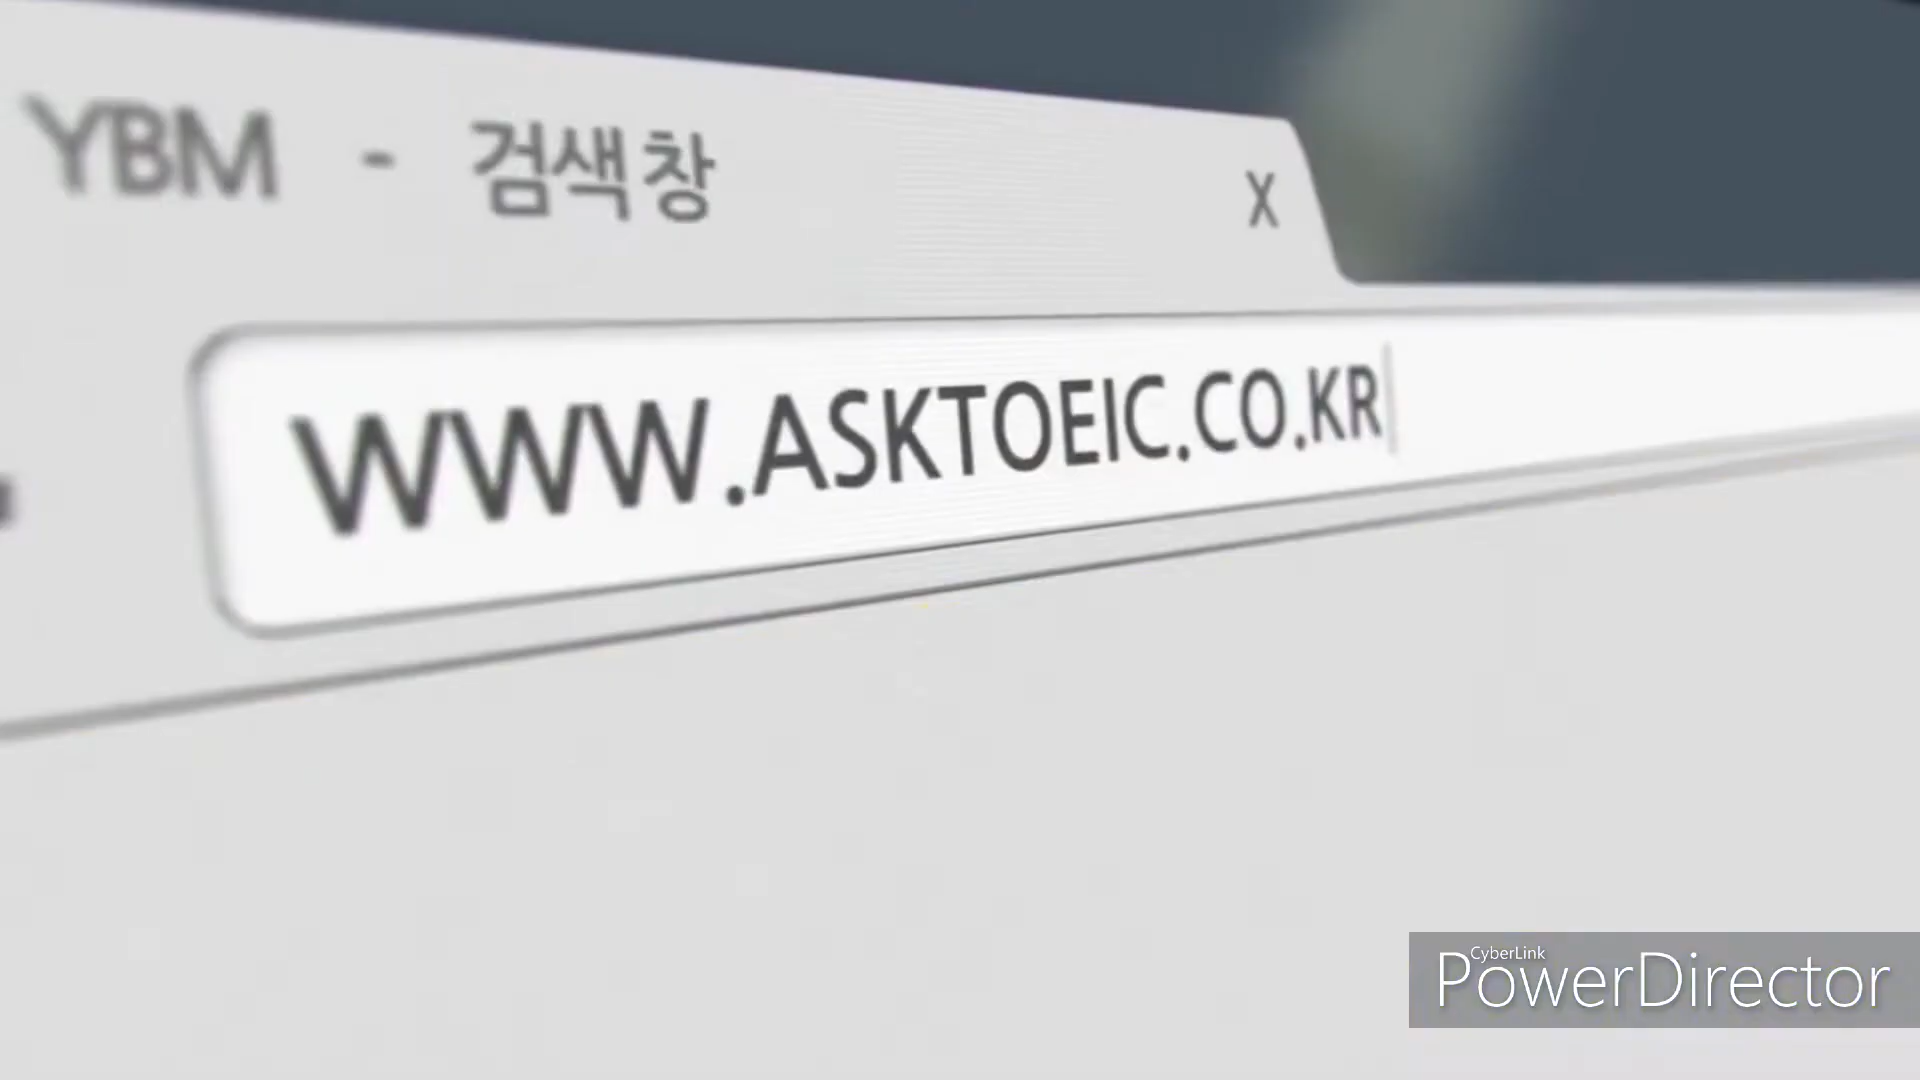 YBM - 검색창
X
WWW.ASKTOEIC.CO.KR
CyberLink
PowerDirector